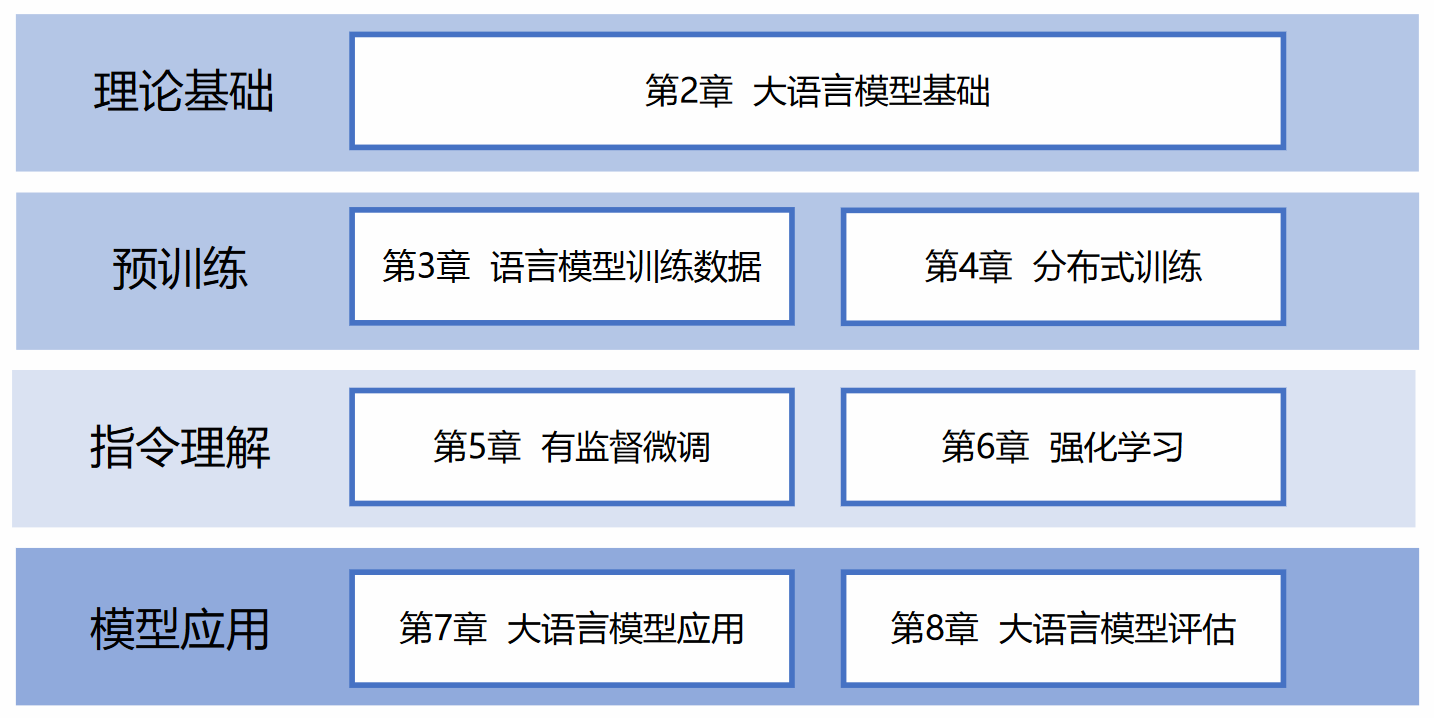 理论基础
第2章 大语言模型基础
预训练
第3章 语言模型训练数据
第4章 分布式训练
指令理解
第5章 有监督微调
第6章 强化学习
模型应用
第7章 大语言模型应用
第8章 大语言模型评估